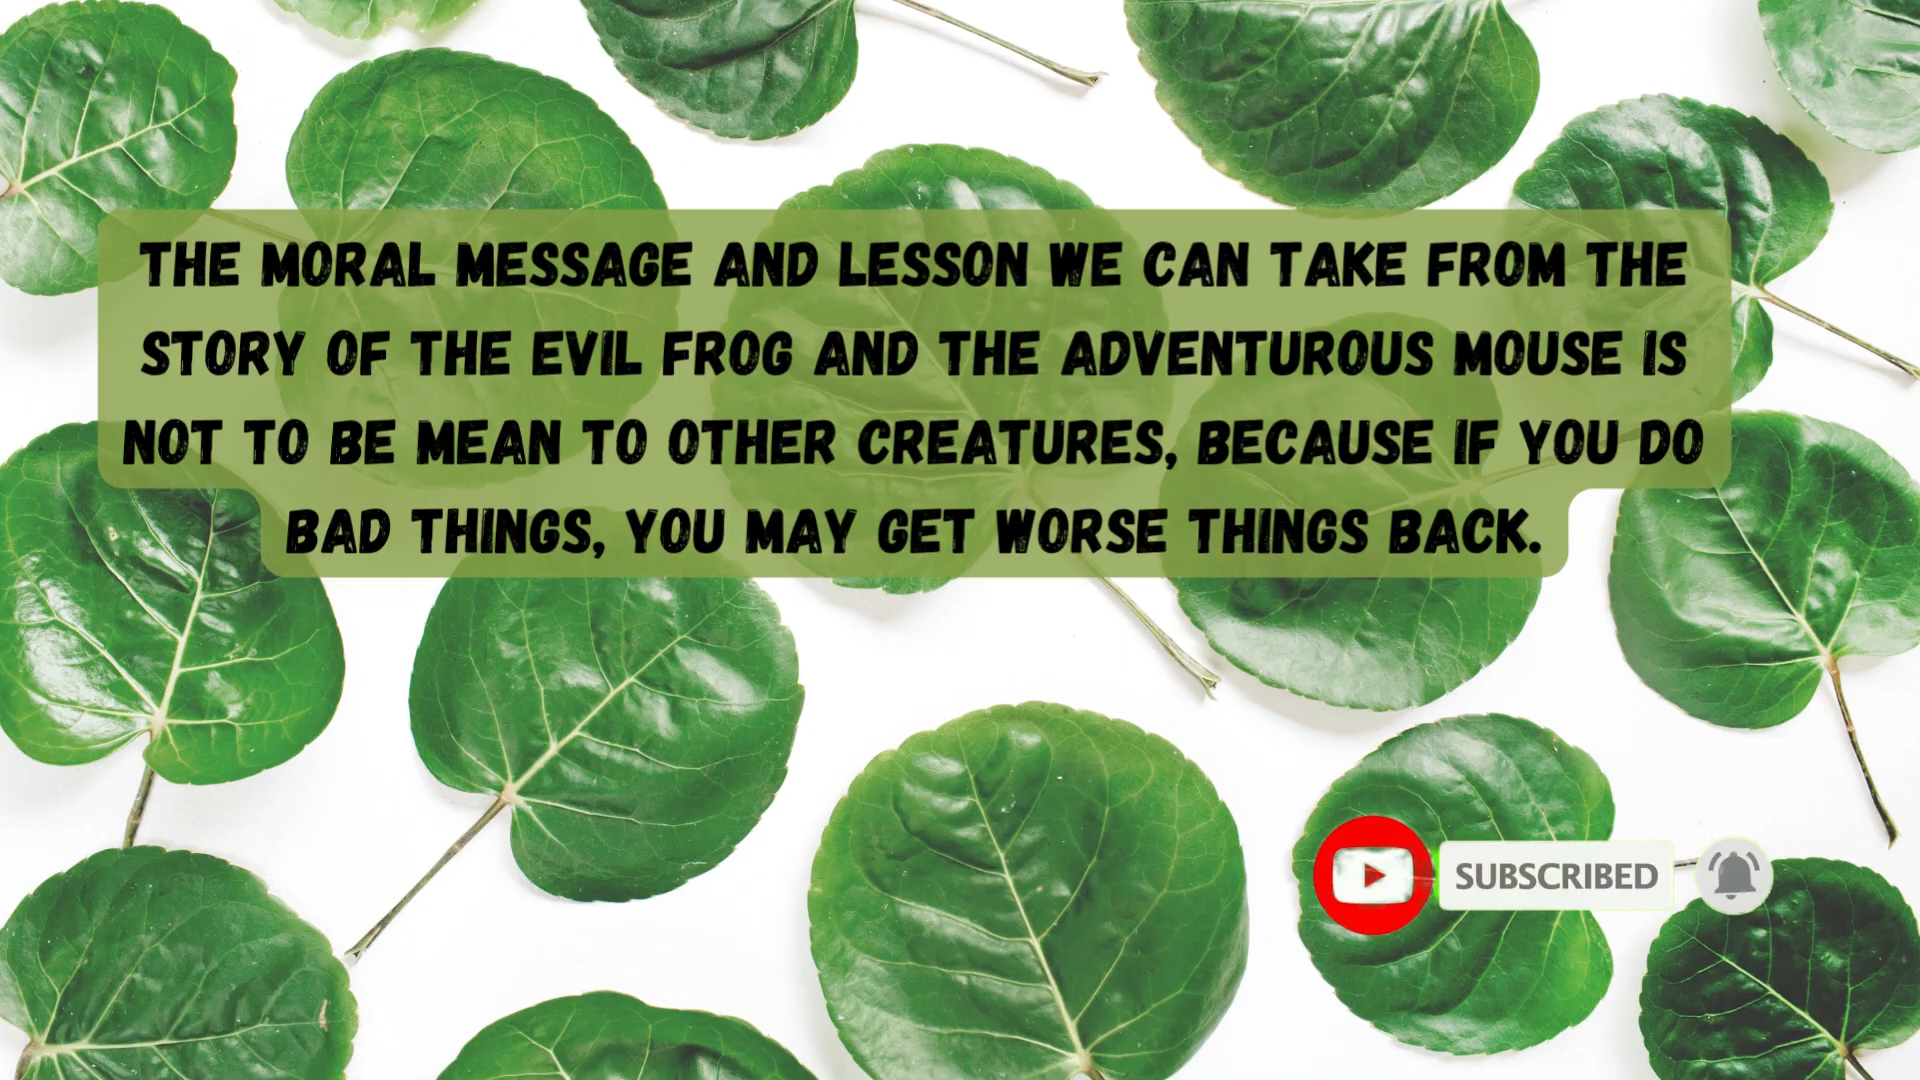 THE MORAL MESSAGE AND LESSON WE CAN TAKE FROM THE
STORY OF THE EVIL FROG AND THE ADVENTUROUS MOUSE IS
NOT TO BE MEAN TO OTHER CREATURES, BECAUSE IF YOU DO
BAD THINGS, YOU MAY GET WORSE THINGS BACK.
SUBSCRIBED